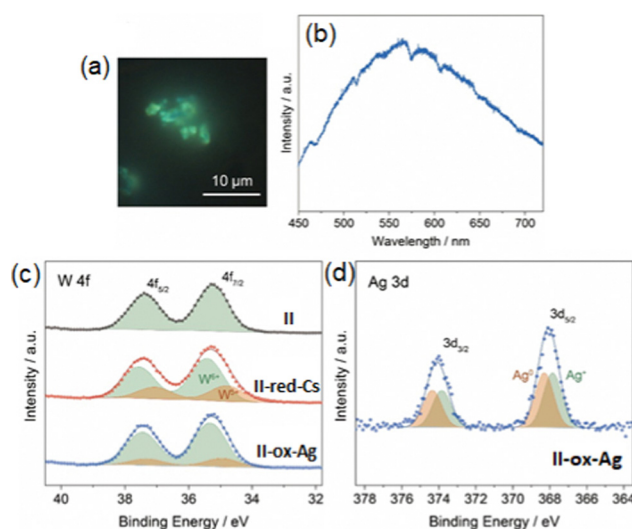 (a)
10 μm
(b)
Intensity / a.u.
450 500 550 600 650 700
Wavelength / nm
(c)
W 4f
4f5/2
4f7/2
II
II-red-Cs
W6+
W5+
II-ox-Ag
Intensity / a.u.
40 38 36 34 32
Binding Energy / eV
(d)
Ag 3d
3d3/2
3d5/2
Ag0
Ag+
II-ox-Ag
Intensity / a.u.
378 376 374 372 370 368 366 364
Binding Energy / eV